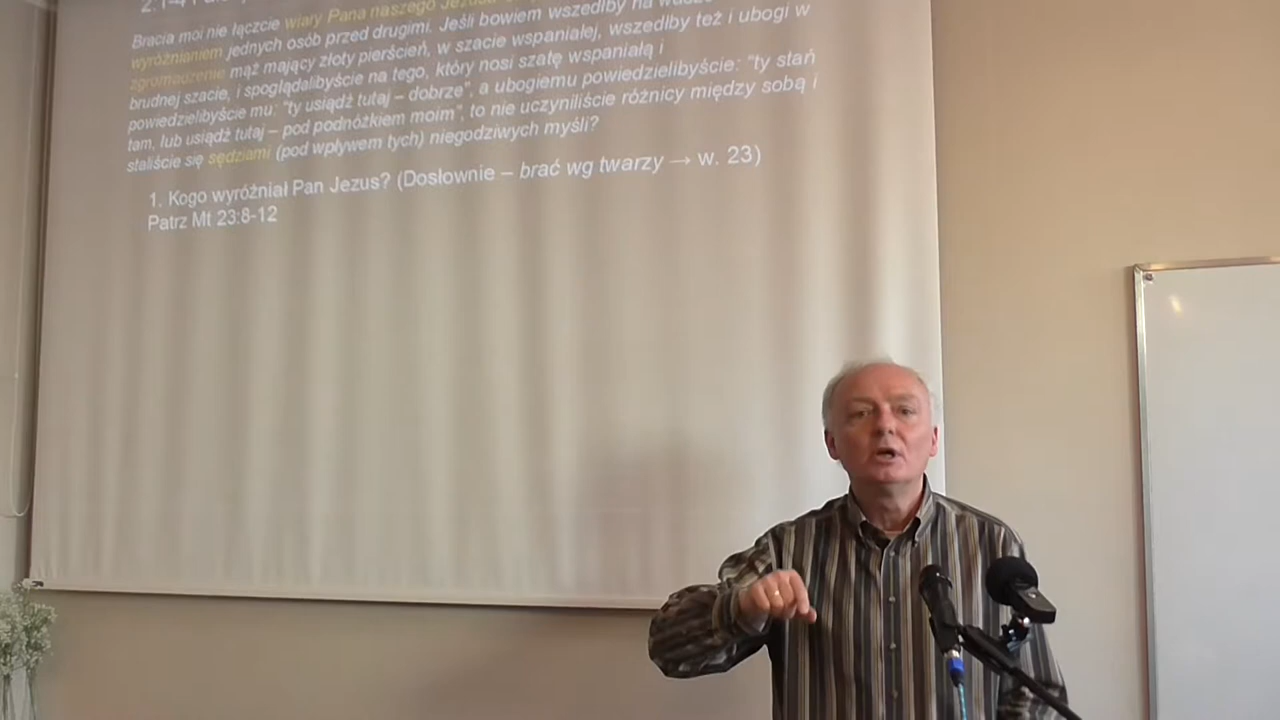 Bracia moi nie łączcie wiary Pana naszego
wyróżnianiem jednych osób przed drugimi. Jeśli bowiem wszedłby na
zgromadzenie mąż mający złoty pierścień, w szacie wspaniałej, wszedłby też i ubogi w
brudnej szacie, i spoglądalibyście na tego, który nosi szatę wspaniałą i
powiedzielibyście mu: "ty usiądź tutaj – dobrze", a ubogiemu powiedzielibyście: "ty stań
tam, lub usiądź tutaj – pod podnóżkiem moim", to nie uczyniliście różnicy między sobą i
staliście się sędziami (pod wpływem tych) niegodziwych myśli?
1. Kogo wyróżniał Pan Jezus? (Dosłownie – brać wg twarzy → w. 23)
Patrz Mt 23:8-12